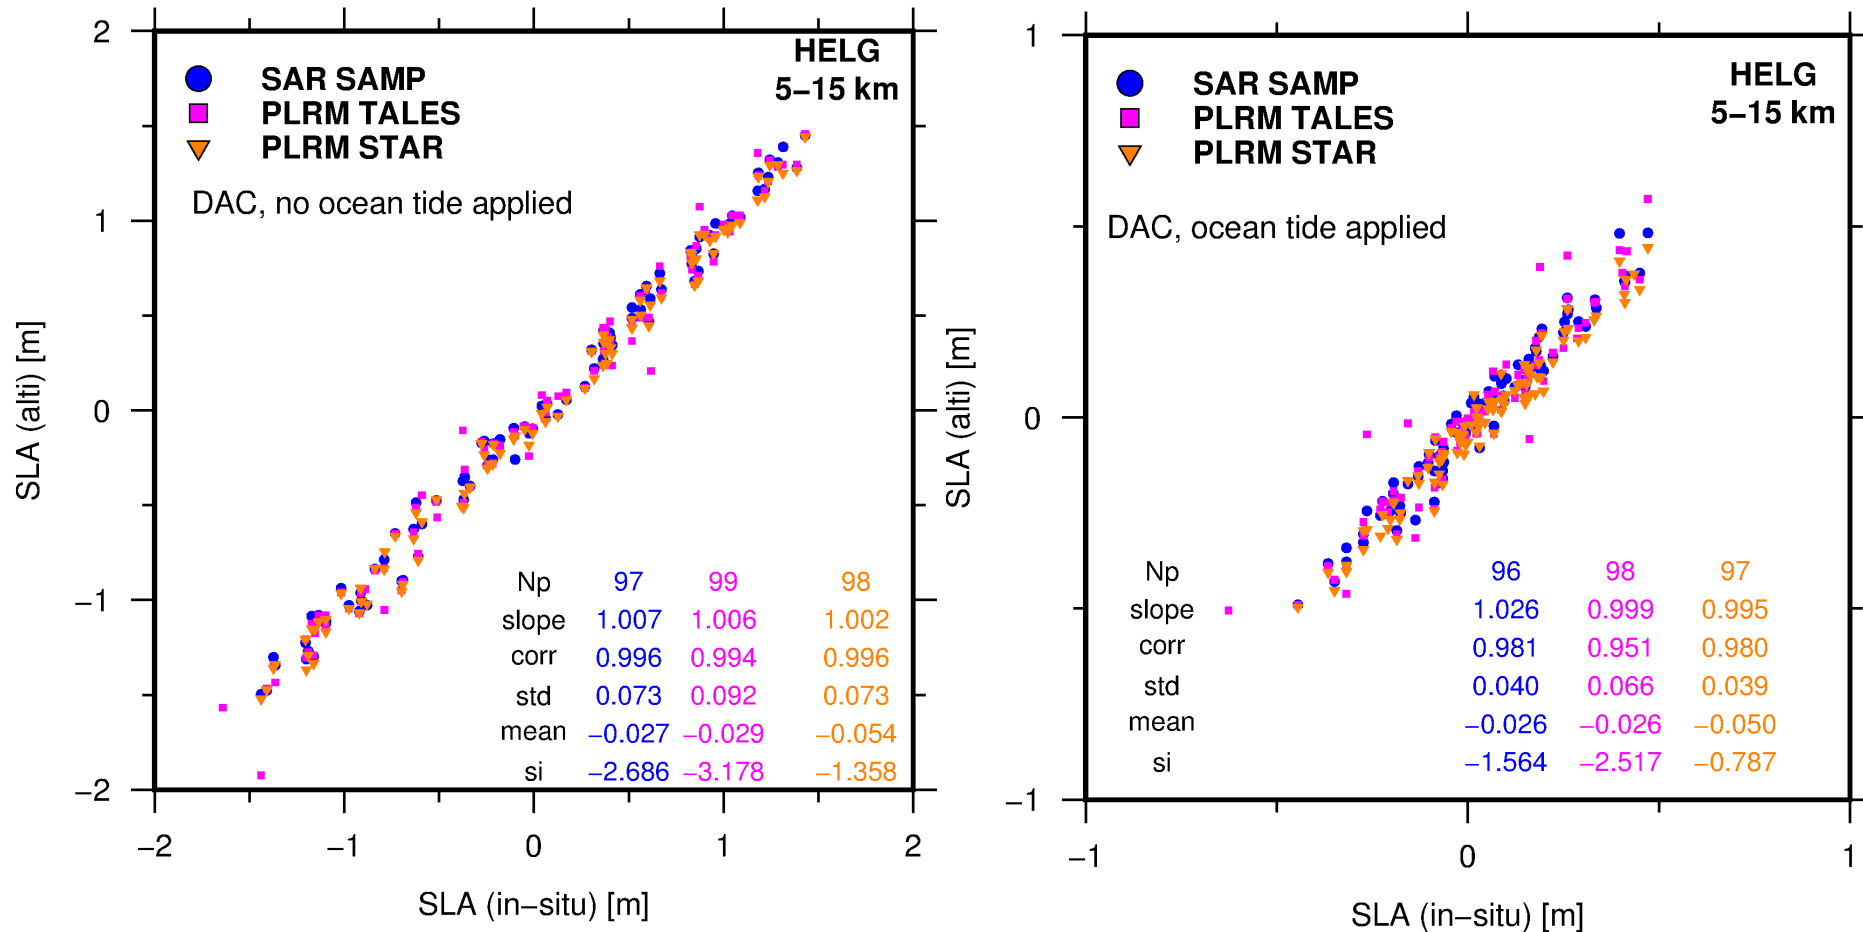 HELG
5−15 km
SAR SAMP
PLRM TALES
PLRM STAR
DAC, no ocean tide applied
Np 97 99 98
slope 1.007 1.006 1.002
corr 0.996 0.994 0.996
std 0.073 0.092 0.073
mean −0.027 −0.029 −0.054
si −2.686 −3.178 −1.358
2
1
0
−1
−2
SLA (alti) [m]
−2 −1 0 1 2
SLA (in−situ) [m]
HELG
5−15 km
SAR SAMP
PLRM TALES
PLRM STAR
DAC, ocean tide applied
Np 96 98 97
slope 1.026 0.999 0.995
corr 0.981 0.951 0.980
std 0.040 0.066 0.039
mean −0.026 −0.026 −0.050
si −1.564 −2.517 −0.787
1
0
−1
SLA (alti) [m]
−1 0 1
SLA (in−situ) [m]